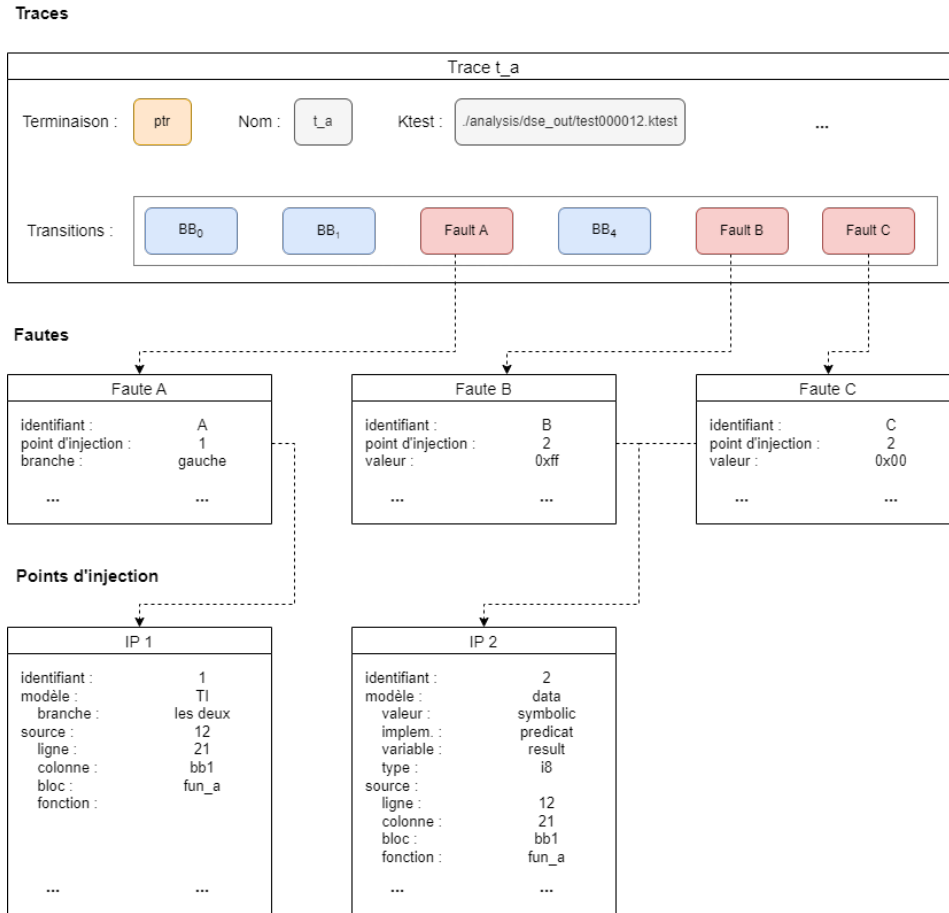 Traces
Trace t_a
Terminaison : ptr Nom : t_a Ktest : ./analysis/dse_out/test000012.ktest ...
Transitions : BB0 BB1 Fault A BB4 Fault B Fault C
Fautes
Faute A
identifiant : A
point d'injection : 1
branche : gauche
... ...
Faute B
identifiant : B
point d'injection : 2
valeur : 0xff
... ...
Faute C
identifiant : C
point d'injection : 2
valeur : 0x00
... ...
Points d'injection
IP 1
identifiant : 1
modèle : TI
branche : les deux
source : 12
ligne : 21
colonne : bb1
bloc : fun_a
fonction :
... ...
IP 2
identifiant : 2
modèle : data
valeur : symbolic
implem. : predicat
variable : result
type : i8
source :
ligne : 12
colonne : 21
bloc : bb1
fonction : fun_a
... ...